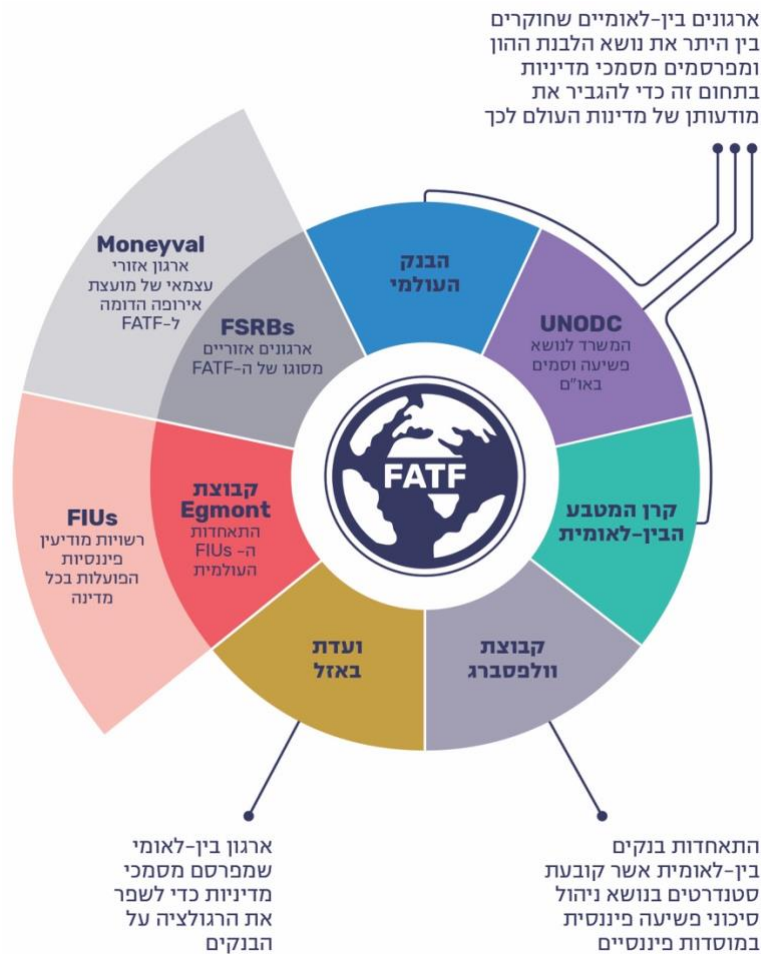 ארגונים בין-לאומיים שחוקרים
בין היתר את נושא הלבנת ההון
ומפרסמים מסמכי מדיניות
בתחום זה כדי להגביר את
מודעותן של מדינות העולם לכך
הבנק
העולמי
UNODC
המשרד לנושא
פשיעה וסמים
באו"ם
קרן המטבע
הבין-לאומית
קבוצת
וולפסברג
ועדת
באזל
קבוצת
Egmont
התאחדות
ה- FIUs
העולמית
FIUs
רשויות מודיעין
פיננסיות
הפועלות בכל
מדינה
FSRBs
ארגונים אזוריים
מסוגו של ה-FATF
Moneyval
ארגון אזורי
עצמאי של מועצת
אירופה הדומה
ל-FATF
FATF
התאחדות בנקים
בין-לאומית אשר קובעת
סטנדרטים בנושא ניהול
סיכוני פשיעה פיננסית
במוסדות פיננסיים
ארגון בין-לאומי
שמפרסם מסמכי
מדיניות כדי לשפר
את הרגולציה על
הבנקים